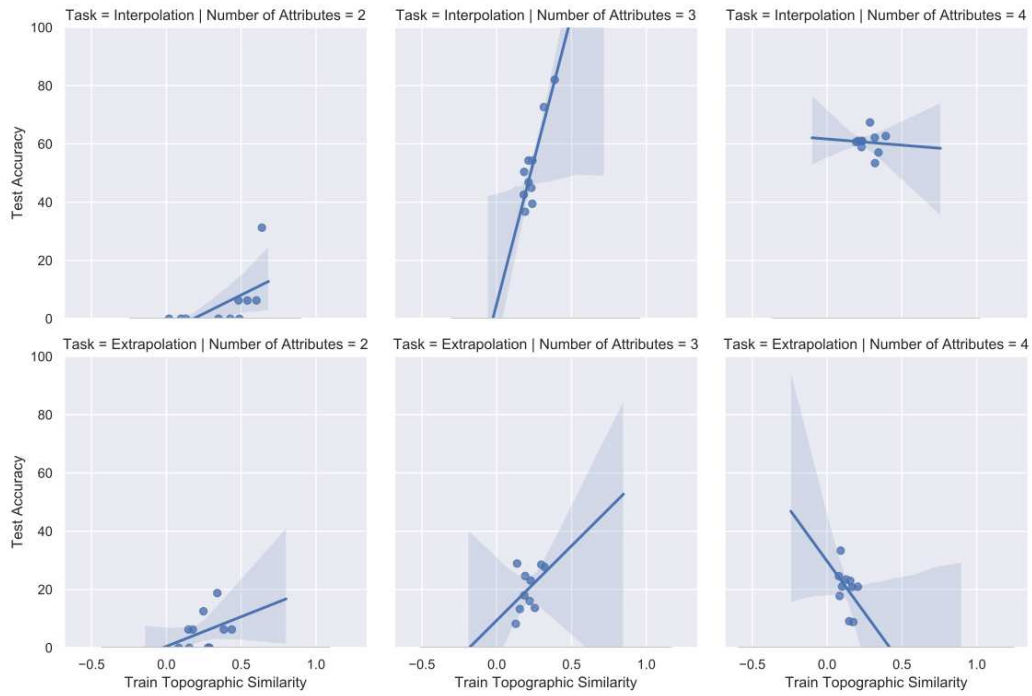 Task = Interpolation | Number of Attributes = 2
Task = Interpolation | Number of Attributes = 3
Task = Interpolation | Number of Attributes = 4
100
80
60
40
20
0
Test Accuracy
−0.5 0.0 0.5 1.0
Task = Extrapolation | Number of Attributes = 2
Task = Extrapolation | Number of Attributes = 3
Task = Extrapolation | Number of Attributes = 4
100
80
60
40
20
0
Test Accuracy
−0.5 0.0 0.5 1.0
−0.5 0.0 0.5 1.0
Train Topographic Similarity
Train Topographic Similarity
Train Topographic Similarity